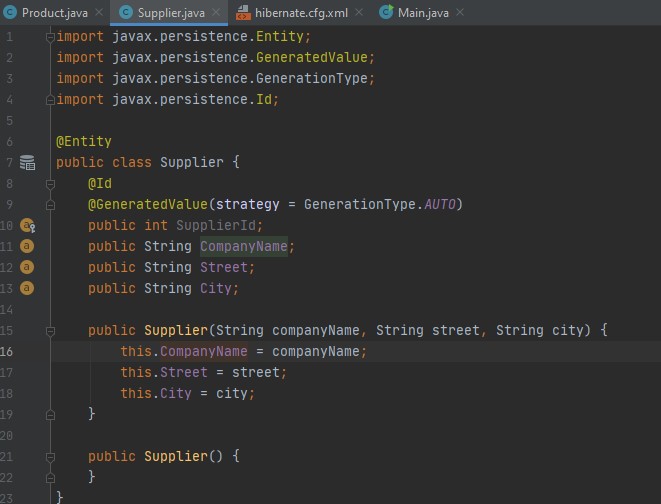 Product.java × Supplier.java × hibernate.cfg.xml × Main.java ×
1 import javax.persistence.Entity;
2 import javax.persistence.GeneratedValue;
3 import javax.persistence.GenerationType;
4 import javax.persistence.Id;
5
6 @Entity
7 public class Supplier {
8 @Id
9 @GeneratedValue(strategy = GenerationType.AUTO)
10 public int SupplierId;
11 public String CompanyName;
12 public String Street;
13 public String City;
14
15 public Supplier(String companyName, String street, String city) {
16 this.CompanyName = companyName;
17 this.Street = street;
18 this.City = city;
19 }
20
21 public Supplier() {
22 }
23 }